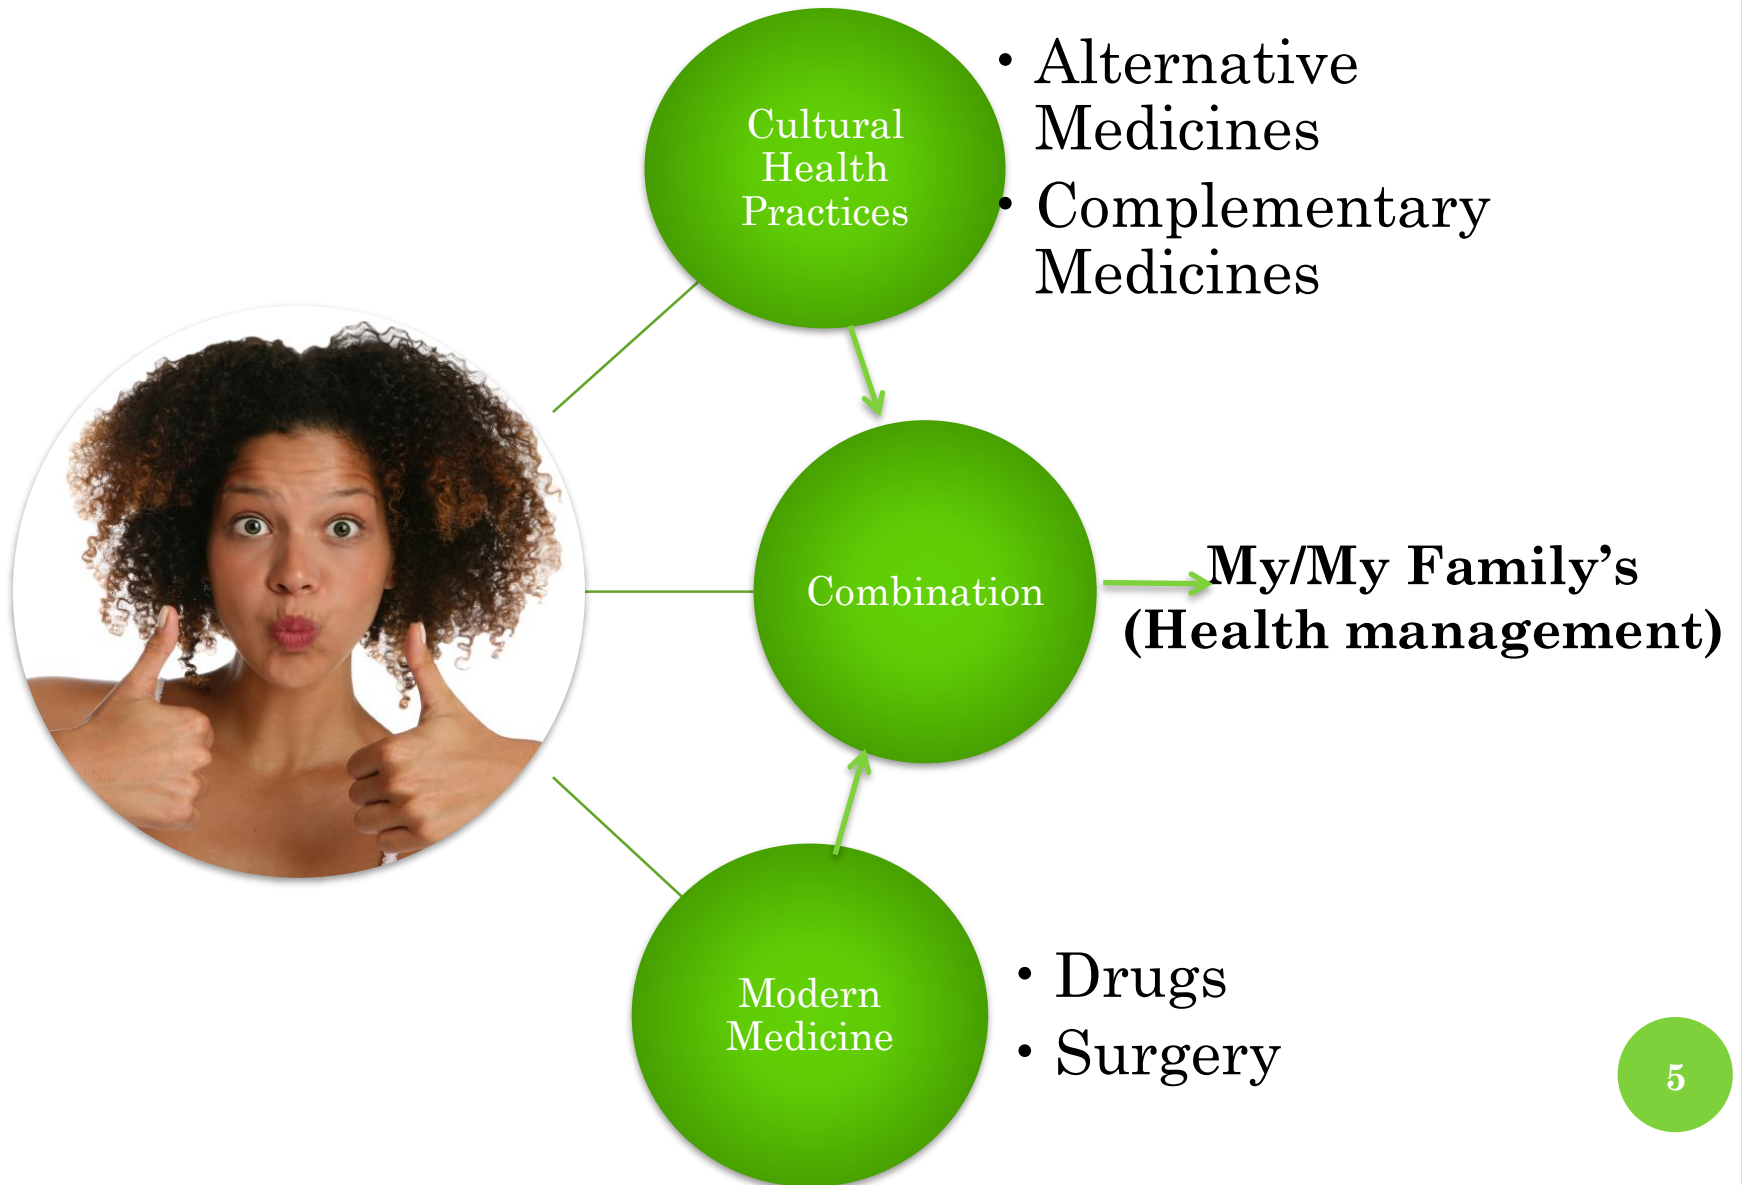 Cultural
Health
Practices
• Alternative
Medicines
• Complementary
Medicines
Combination
My/My Family’s
(Health management)
Modern
Medicine
• Drugs
• Surgery
5